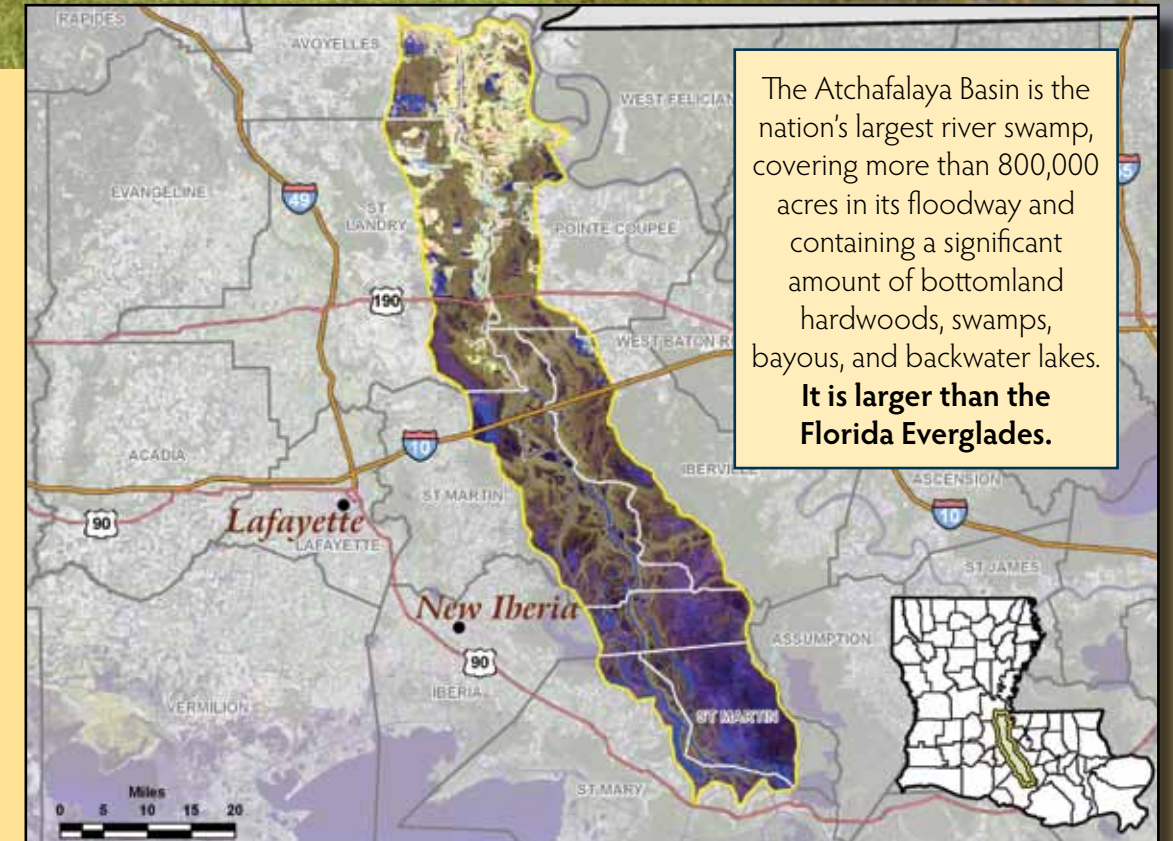 RAPIDES
AVOYELLES
WEST FELICIAN
The Atchafalaya Basin is the
nation's largest river swamp,
covering more than 800,000
acres in its floodway and
containing a significant
amount of bottomland
hardwoods, swamps,
bayous, and backwater lakes.
It is larger than the
Florida Everglades.
EVANGELINE
49
ST
LANDRY
POINTE COUPEE
190
WEST BATON R
10
ACADIA
ST MARTIN
IBERVILLE
ASCENSION
10
90
Lafayette
LAFAYETTE
ST JAMES
New Iberia
90
ASSUMPTION
IBERIA
VERMILION
ST MARTIN
ST MARY
Miles
0 5 10 15 20